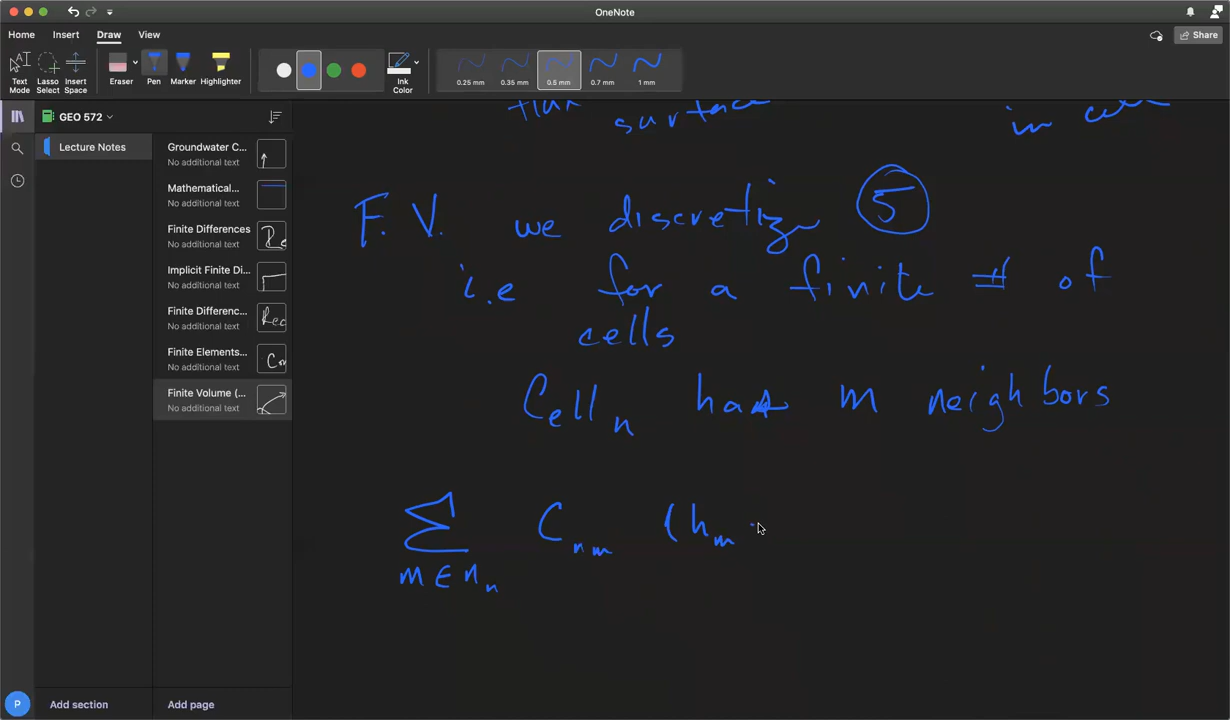 OneNote
Home Insert Draw View
Share
Text Mode
Lasso Select
Insert Space
Eraser
Pen
Marker
Highlighter
Ink Color
0.25 mm
0.35 mm
0.5 mm
0.7 mm
1 mm
GEO 572
Lecture Notes
Groundwater C...
No additional text
Mathematical...
No additional text
Finite Differences
No additional text
Implicit Finite Di...
No additional text
Finite Differenc...
No additional text
Finite Elements...
No additional text
Finite Volume (...
No additional text
P
Add section
Add page
flux surface in cell
F. V. we discretize 5
i.e for a finite # of
cells
Cell n has m neighbors
∑ C nm (h m -
m ∈ n n